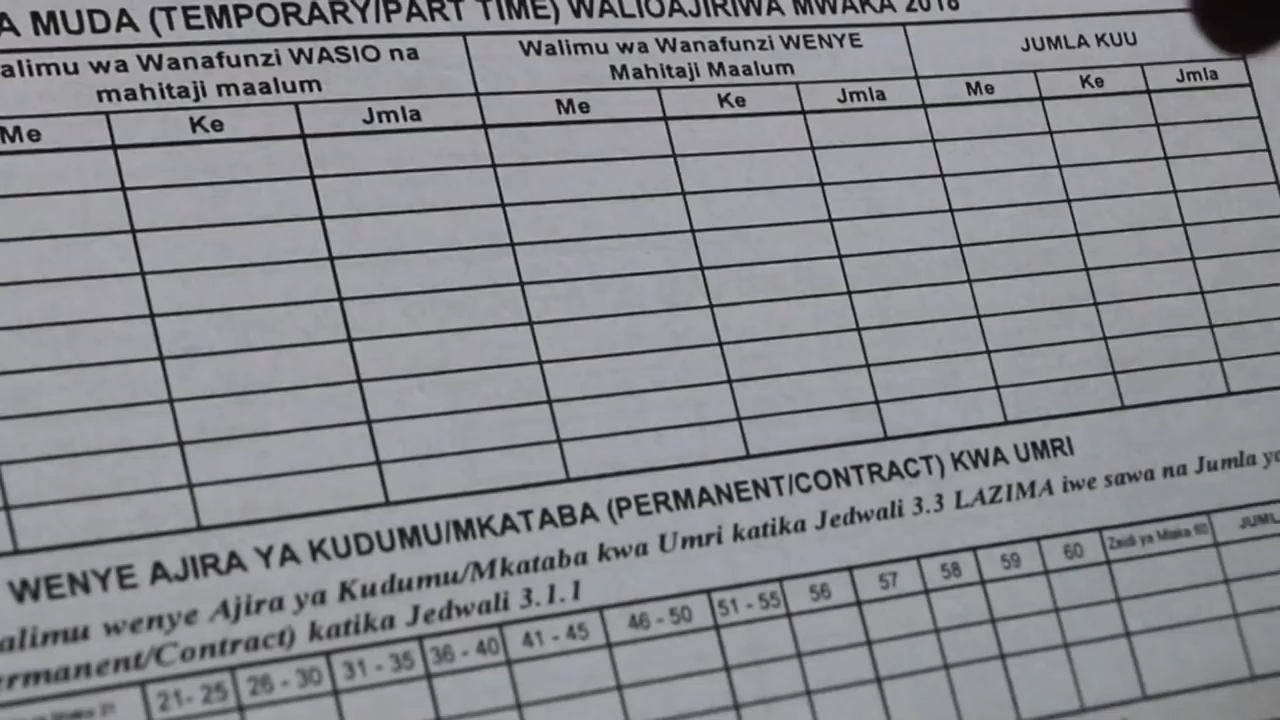 A MUDA (TEMPORARY/PART TIME) WALIOAJIRIWA MWAKA 2018
alimu wa Wanafunzi WASIO na
mahitaji maalum
Walimu wa Wanafunzi WENYE
Mahitaji Maalum
JUMLA KUU
Me Ke Jmla Me Ke Jmla Me Ke Jmla
WENYE AJIRA YA KUDUMU/MKATABA (PERMANENT/CONTRACT) KWA UMRI
alimu wenye Ajira ya Kudumu/Mkataba kwa Umri katika Jedwali 3.3 LAZIMA iwe sawa na Jumla ya
ermanent/Contract) katika Jedwali 3.1.1
21- 25 26 - 30 31 - 35 36 - 40 41 - 45 46 - 50 51 - 55 56 57 58 59 60 Zaidi ya Miaka 60 JUML